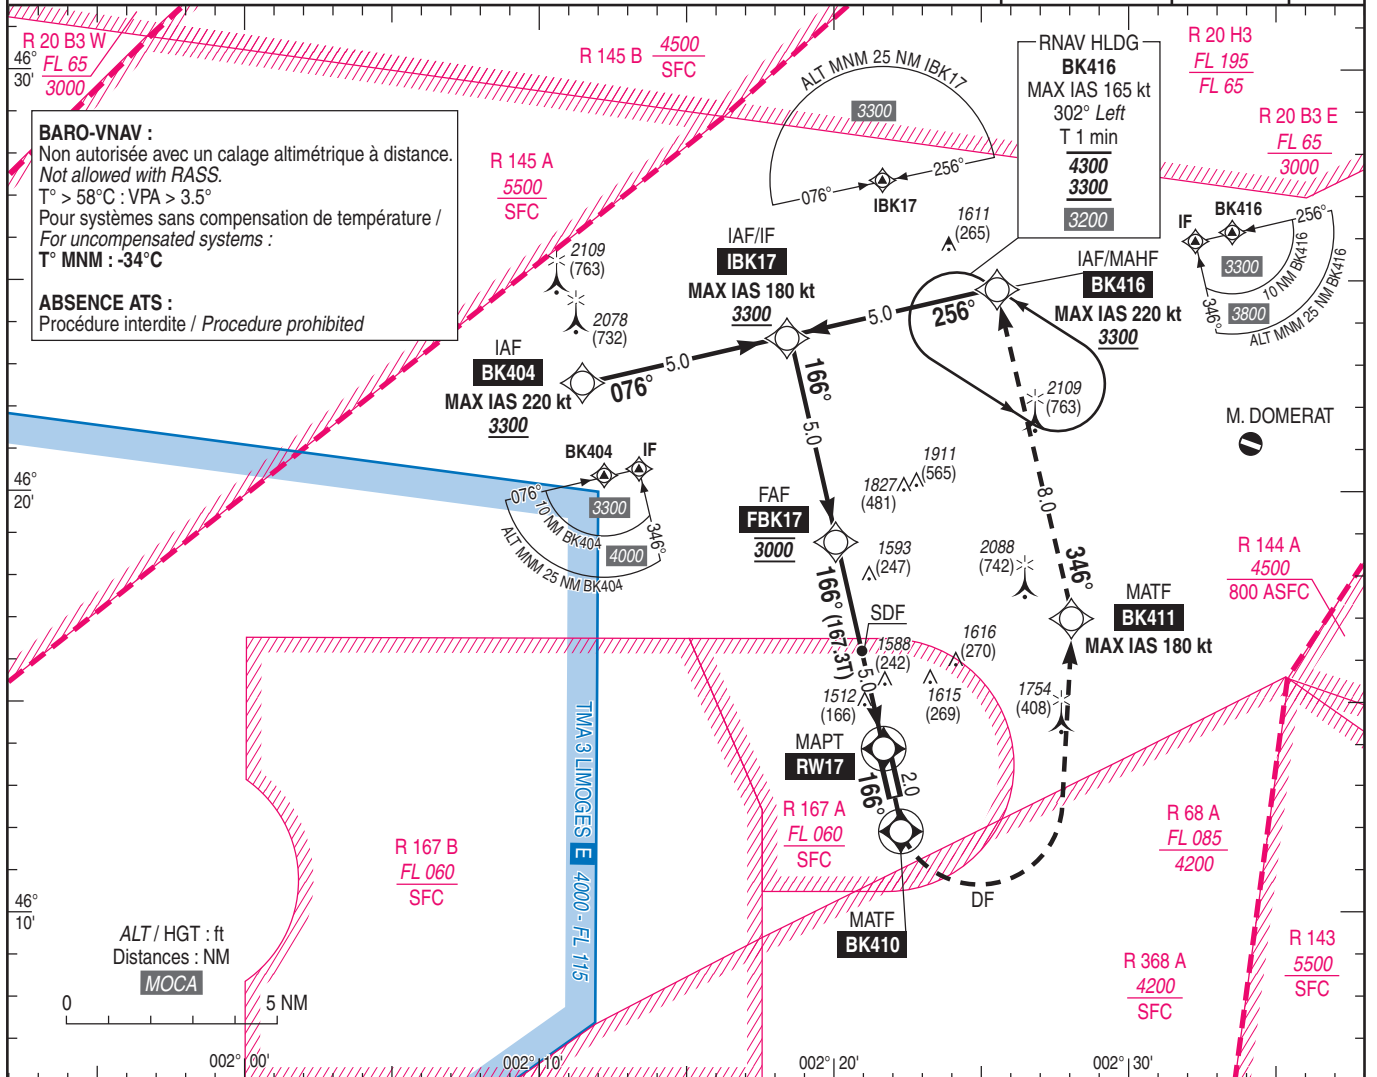 R 20 B3 W
FL 65
3000
46°
30'
R 145 B
4500
SFC
ALT MNM 25 NM IBK17
3300
076°
256°
IBK17
RNAV HLDG
BK416
MAX IAS 165 kt
302° Left
T 1 min
4300
3300
3200
R 20 H3
FL 195
FL 65
R 20 B3 E
FL 65
3000
BARO-VNAV :
Non autorisée avec un calage altimétrique à distance.
Not allowed with RASS.
T° > 58°C : VPA > 3.5°
Pour systèmes sans compensation de température /
For uncompensated systems :
T° MNM : -34°C
ABSENCE ATS :
Procédure interdite / Procedure prohibited
R 145 A
5500
SFC
2109
(763)
2078
(732)
1611
(265)
IF
BK416
256°
3300
10 NM BK416
346°
3800
ALT MNM 25 NM BK416
IAF/IF
IBK17
MAX IAS 180 kt
3300
IAF/MAHF
BK416
MAX IAS 220 kt
3300
5.0
256°
IAF
BK404
MAX IAS 220 kt
3300
5.0
076°
166°
5.0
2109
(763)
M. DOMERAT
46°
20'
BK404
IF
076°
3300
10 NM BK404
346°
4000
ALT MNM 25 NM BK404
1911
(565)
1827
(481)
8.0
FAF
FBK17
3000
1593
(247)
2088
(742)
346°
R 144 A
4500
800 ASFC
166° (167.3T)
SDF
MATF
BK411
MAX IAS 180 kt
1588
(242)
1616
(270)
5.0
1512
(166)
1615
(269)
1754
(408)
TMA 3 LIMOGES E 4000 - FL 115
MAPT
RW17
166°
2.0
R 167 A
FL 060
SFC
R 68 A
FL 085
4200
R 167 B
FL 060
SFC
DF
46°
10'
MATF
BK410
ALT / HGT : ft
Distances : NM
MOCA
0
5 NM
R 368 A
4200
SFC
R 143
5500
SFC
002° 00'
002° 10'
002° 20'
002° 30'